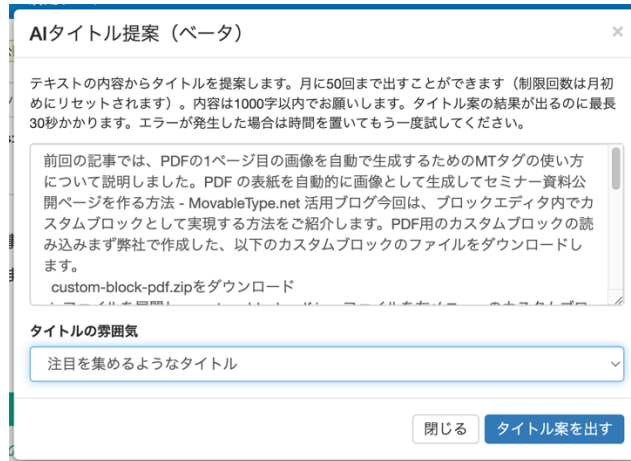 AIタイトル提案（ベータ）
×
テキストの内容からタイトルを提案します。月に50回まで出すことができます（制限回数は月初
めにリセットされます）。内容は1000字以内でお願いします。タイトル案の結果が出るのに最長
30秒かかります。エラーが発生した場合は時間を置いてもう一度試してください。
前回の記事では、PDFの1ページ目の画像を自動で生成するためのMTタグの使い方
について説明しました。PDF の表紙を自動的に画像として生成してセミナー資料公
開ページを作る方法 - MovableType.net 活用ブログ今回は、ブロックエディタ内でカ
スタムブロックとして実現する方法をご紹介します。PDF用のカスタムブロックの読
み込みまず弊社で作成した、以下のカスタムブロックのファイルをダウンロードし
ます。
custom-block-pdf.zipをダウンロード
タイトルの雰囲気
注目を集めるようなタイトル
閉じる
タイトル案を出す